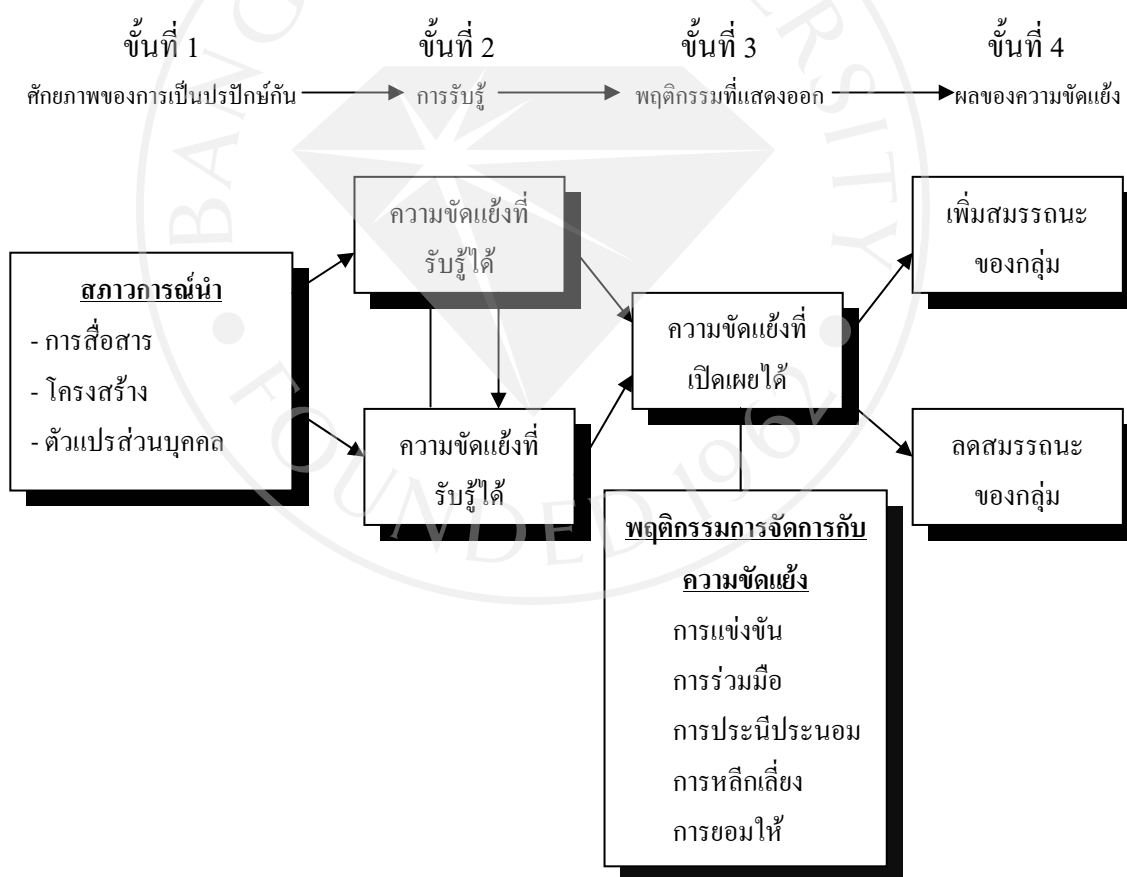 ขั้นที่ 1 ขั้นที่ 2 ขั้นที่ 3 ขั้นที่ 4
ศักยภาพของการเป็นปรปักษ์กัน การรับรู้ พฤติกรรมที่แสดงออก ผลของความขัดแย้ง
สภาวการณ์นำ
- การสื่อสาร
- โครงสร้าง
- ตัวแปรส่วนบุคคล
ความขัดแย้งที่
รับรู้ได้
ความขัดแย้งที่
รับรู้ได้
ความขัดแย้งที่
เปิดเผยได้
พฤติกรรมการจัดการกับ
ความขัดแย้ง
การแข่งขัน
การร่วมมือ
การประนีประนอม
การหลีกเลี่ยง
การยอมให้
เพิ่มสมรรถนะ
ของกลุ่ม
ลดสมรรถนะ
ของกลุ่ม
FOUNDED 1962